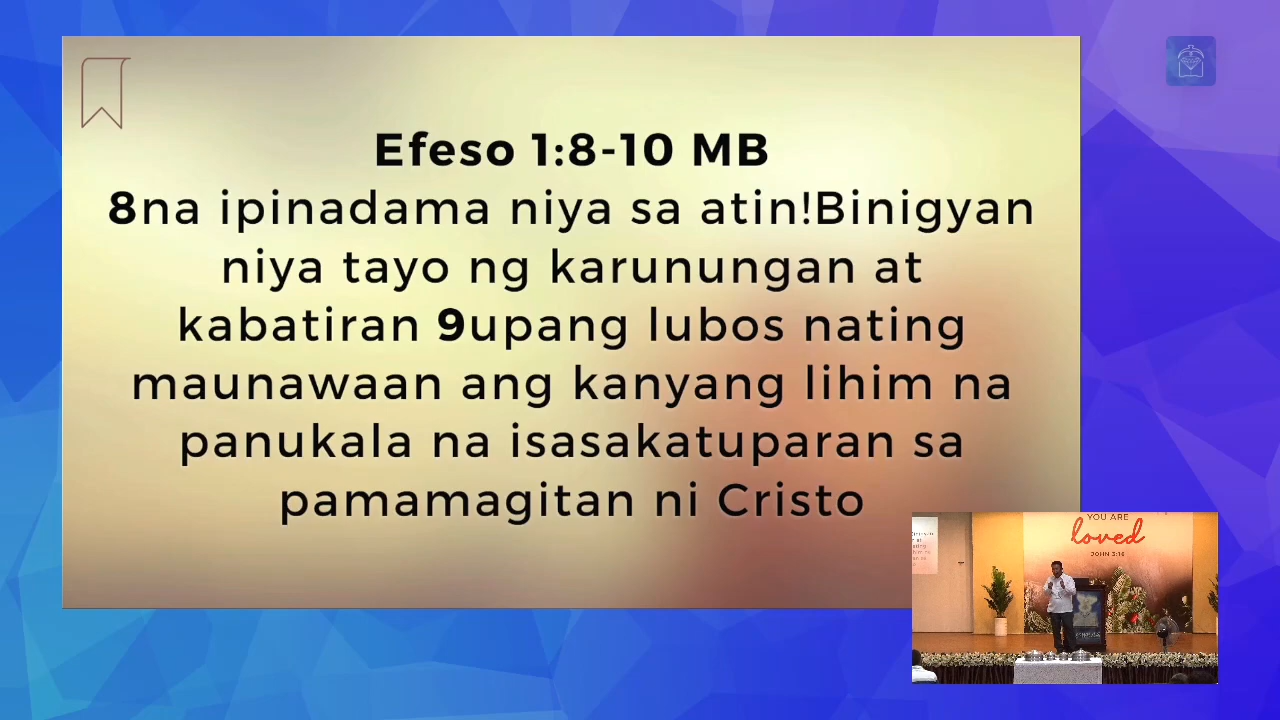 Efeso 1:8-10 MB
8na ipinadama niya sa atin!Binigyan
niya tayo ng karunungan at
kabatiran 9upang lubos nating
maunawaan ang kanyang lihim na
panukala na isasakatuparan sa
pamamagitan ni Cristo
YOU ARE
loved
JOHN 3:16